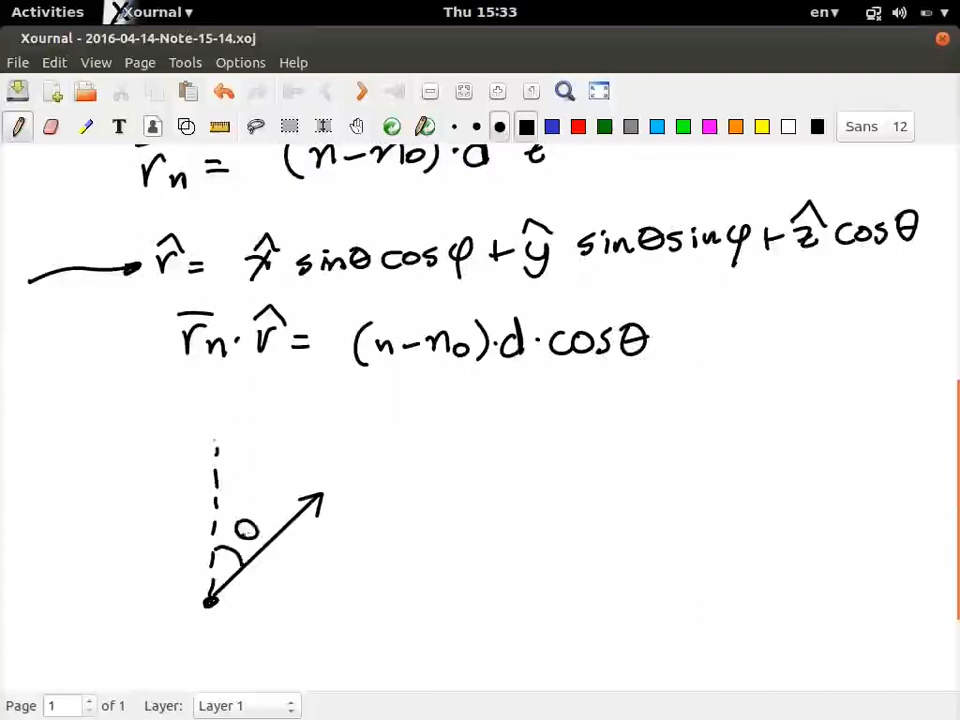 Activities Xournal ▾ Thu 15:33 en ▾
Xournal - 2016-04-14-Note-15-14.xoj
File Edit View Page Tools Options Help
T Sans 12
r̄n = (n-n0)·d
r̂ = x̂ sinθ cosφ + ŷ sinθ sinφ + ẑ cosθ
r̄n · r̂ = (n-n0)·d·cosθ
θ
Page 1 of 1 Layer: Layer 1